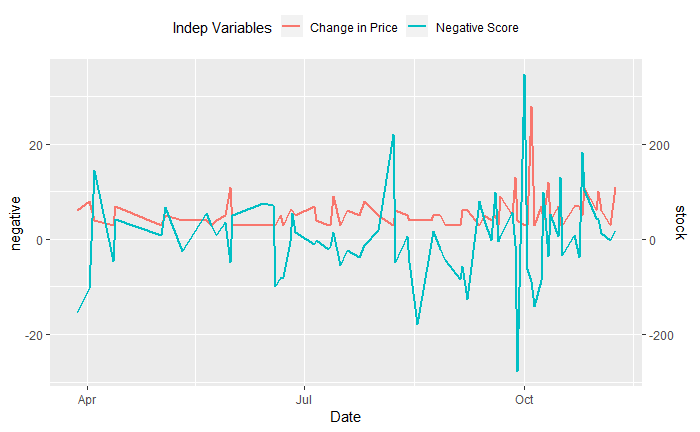 Indep Variables Change in Price Negative Score
20
0
-20
200
0
-200
negative
stock
Apr Jul Oct
Date